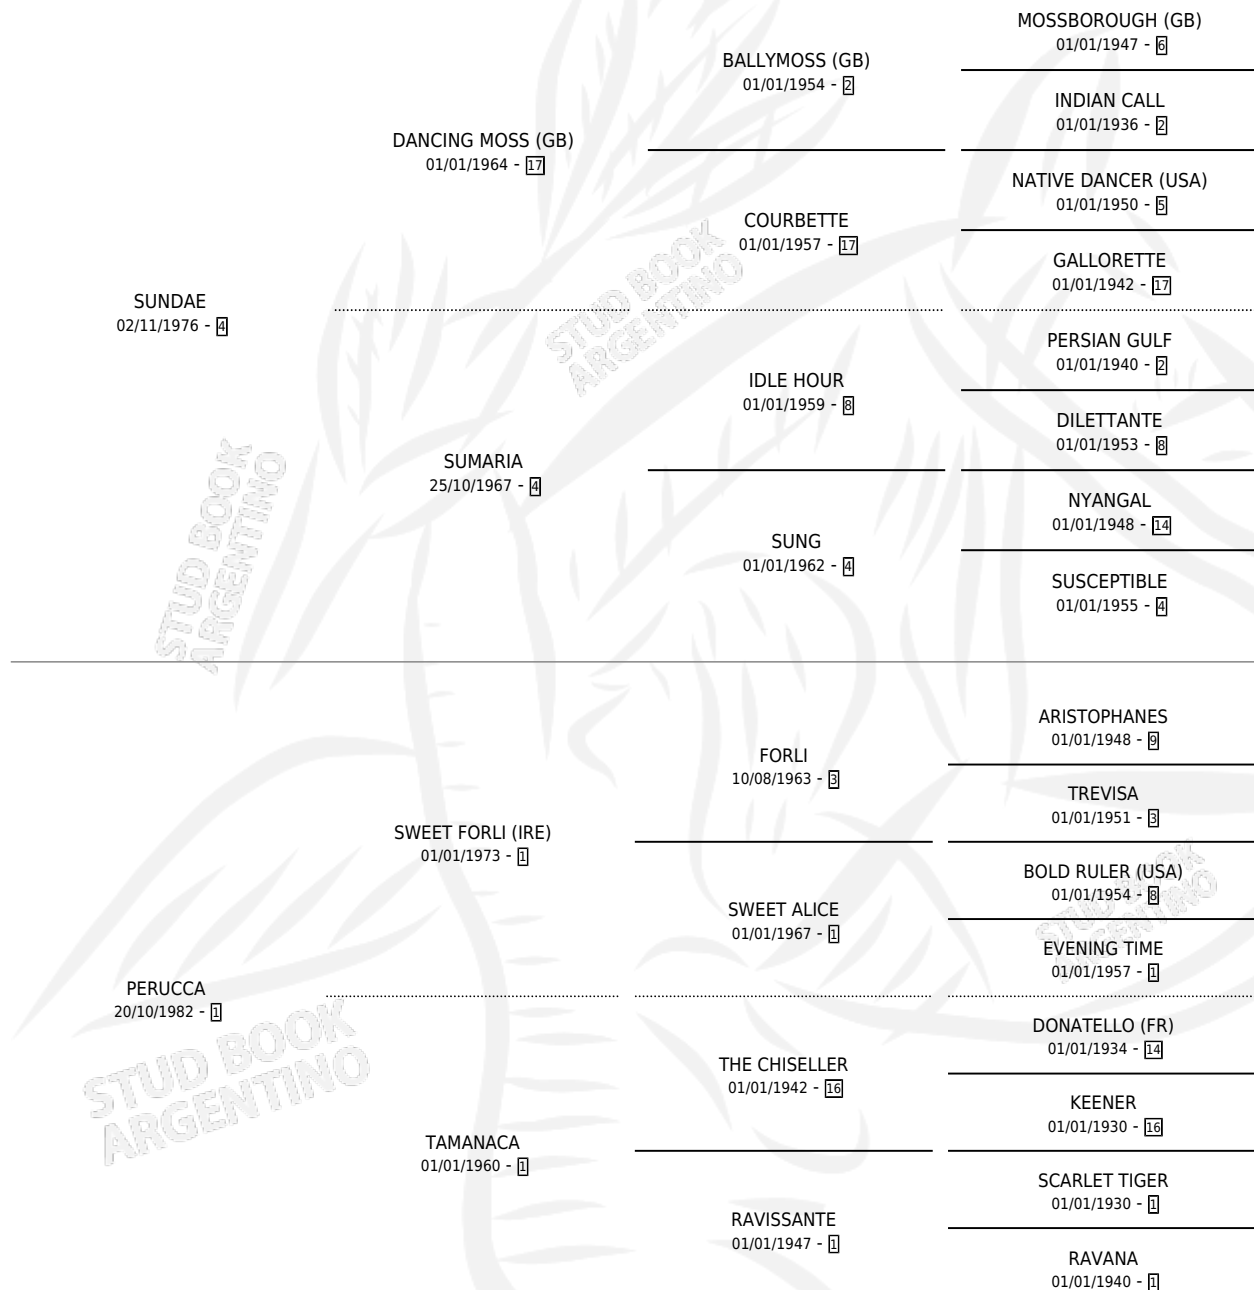 MOSSBOROUGH (GB)
01/01/1947 - 6
BALLYMOSS (GB)
01/01/1954 - 2
INDIAN CALL
01/01/1936 - 2
DANCING MOSS (GB)
01/01/1964 - 17
NATIVE DANCER (USA)
01/01/1950 - 5
COURBETTE
01/01/1957 - 17
GALLORETTE
01/01/1942 - 17
SUNDAE
02/11/1976 - 4
STUD BOOK
ARGENTINO
PERSIAN GULF
01/01/1940 - 2
IDLE HOUR
01/01/1959 - 8
DILETTANTE
01/01/1953 - 8
SUMARIA
25/10/1967 - 4
NYANGAL
01/01/1948 - 14
SUNG
01/01/1962 - 4
SUSCEPTIBLE
01/01/1955 - 4
STUD BOOK
ARGENTINO
ARISTOPHANES
01/01/1948 - 9
FORLI
10/08/1963 - 3
TREVISA
01/01/1951 - 3
SWEET FORLI (IRE)
01/01/1973 - 1
BOLD RULER (USA)
01/01/1954 - 8
SWEET ALICE
01/01/1967 - 1
EVENING TIME
01/01/1957 - 1
STUD BOOK
ARGENTINO
PERUCCA
20/10/1982 - 1
DONATELLO (FR)
01/01/1934 - 14
THE CHISELLER
01/01/1942 - 16
KEENER
01/01/1930 - 16
STUD BOOK
ARGENTINO
TAMANACA
01/01/1960 - 1
SCARLET TIGER
01/01/1930 - 1
RAVISSANTE
01/01/1947 - 1
RAVANA
01/01/1940 - 1